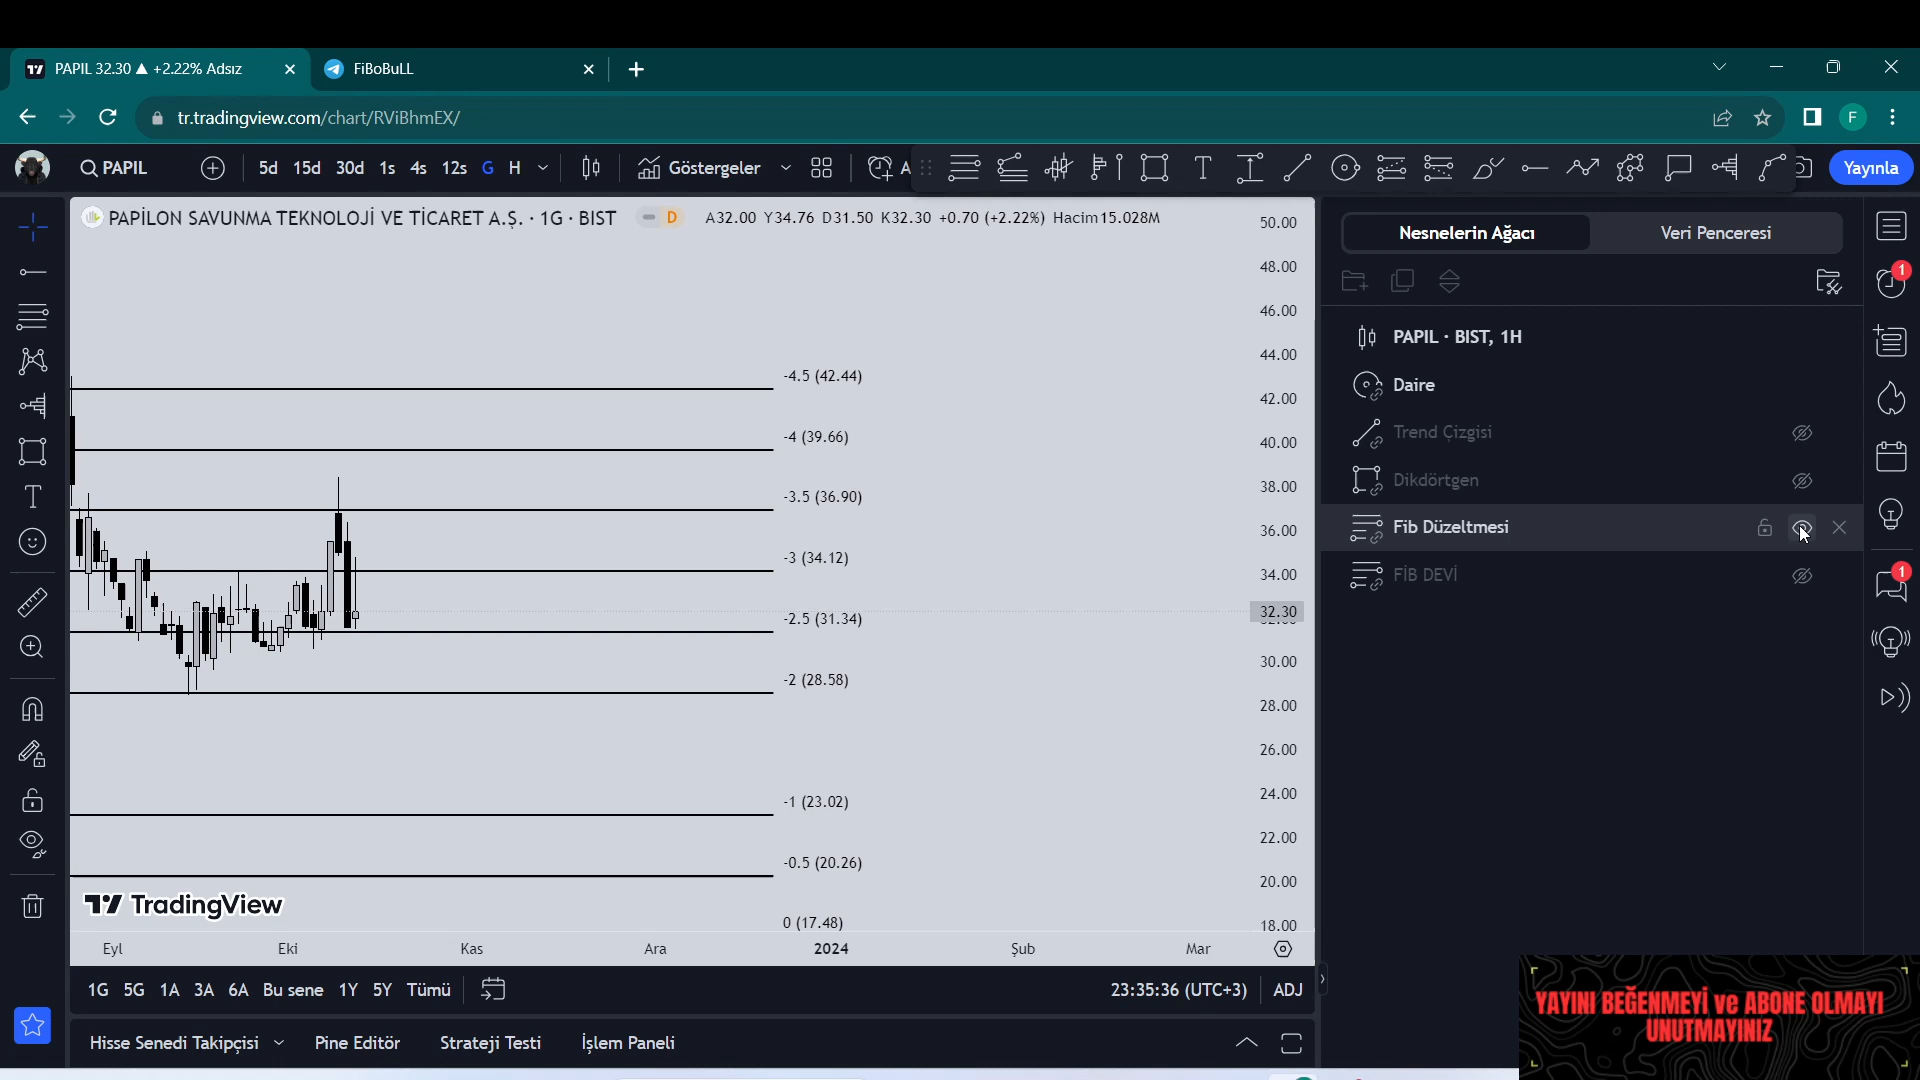 PAPIL 32.30 ▲ +2.22% Adsız
FiBoBuLL
tr.tradingview.com/chart/RViBhmEX/
F
PAPIL
5d 15d 30d 1s 4s 12s G H
Göstergeler
A
T
Yayınla
PAPİLON SAVUNMA TEKNOLOJİ VE TİCARET A.Ş. · 1G · BIST
D
A32.00 Y34.76 D31.50 K32.30 +0.70 (+2.22%) Hacim15.028M
50.00
48.00
46.00
44.00
42.00
40.00
38.00
36.00
34.00
32.30
30.00
28.00
26.00
24.00
22.00
20.00
18.00
-4.5 (42.44)
-4 (39.66)
-3.5 (36.90)
-3 (34.12)
-2.5 (31.34)
-2 (28.58)
-1 (23.02)
-0.5 (20.26)
0 (17.48)
TradingView
Eyl Eki Kas Ara 2024 Şub Mar
1G 5G 1A 3A 6A Bu sene 1Y 5Y Tümü
23:35:36 (UTC+3) ADJ
Hisse Senedi Takipçisi Pine Editör Strateji Testi İşlem Paneli
Nesnelerin Ağacı Veri Penceresi
PAPIL · BIST, 1H
Daire
Trend Çizgisi
Dikdörtgen
Fib Düzeltmesi
FİB DEVİ
1
1
YAYINI BEĞENMEYİ ve ABONE OLMAYI
UNUTMAYINIZ